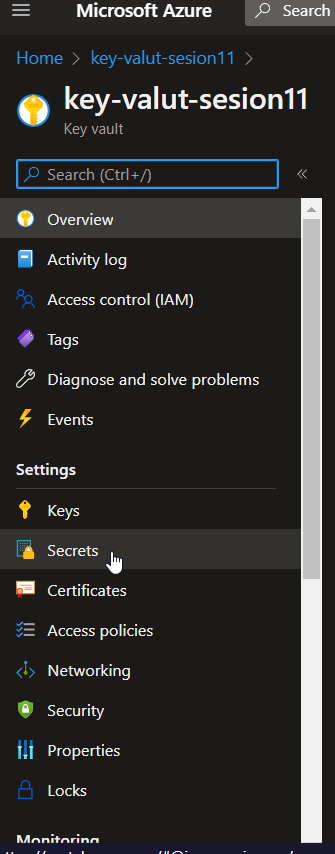 Microsoft Azure
Search
Home > key-valut-sesion11 >
key-valut-sesion11
Key vault
Search (Ctrl+/)
«
Overview
Activity log
Access control (IAM)
Tags
Diagnose and solve problems
Events
Settings
Keys
Secrets
Certificates
Access policies
Networking
Security
Properties
Locks
Monitoring